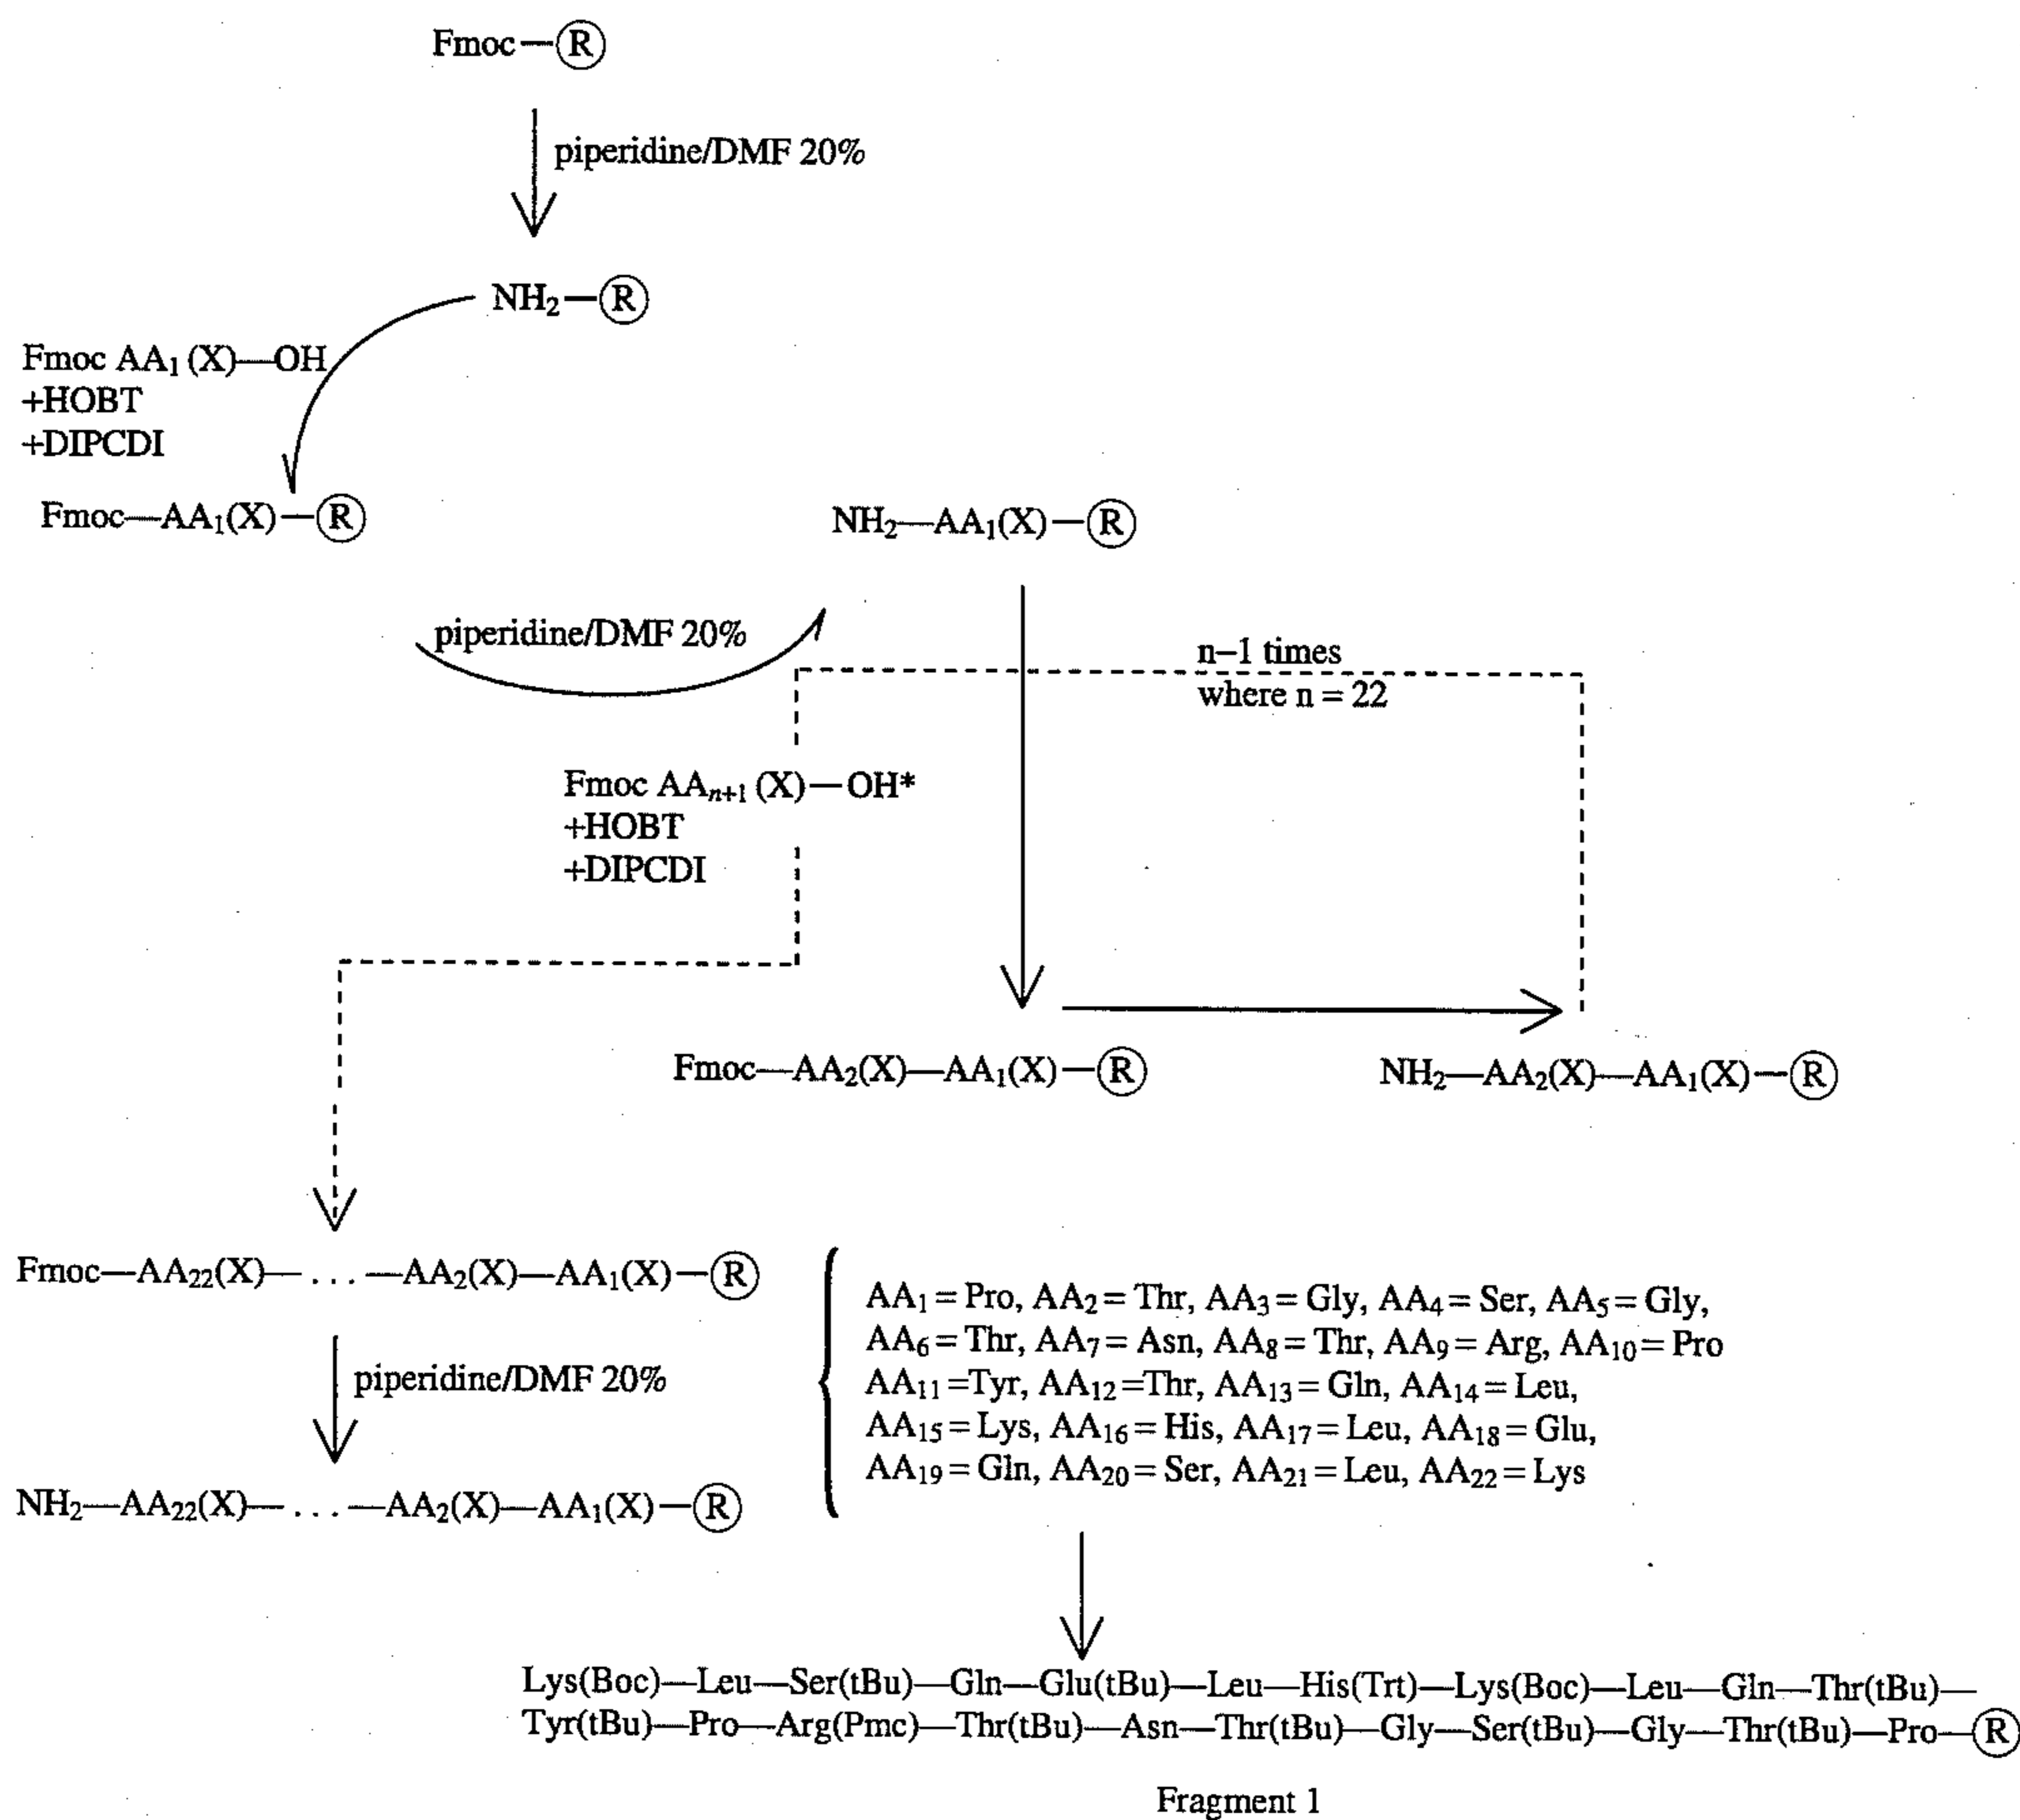 Fmoc—Ⓡ
piperidine/DMF 20%
NH₂—Ⓡ
Fmoc AA₁ (X)—OH
+HOBT
+DIPCDI
Fmoc—AA₁(X)—Ⓡ
NH₂—AA₁(X)—Ⓡ
piperidine/DMF 20%
n–1 times
where n = 22
Fmoc AAₙ₊₁ (X)—OH*
+HOBT
+DIPCDI
Fmoc—AA₂(X)—AA₁(X)—Ⓡ
NH₂—AA₂(X)—AA₁(X)—Ⓡ
Fmoc—AA₂₂(X)— . . . —AA₂(X)—AA₁(X)—Ⓡ
piperidine/DMF 20%
NH₂—AA₂₂(X)— . . . —AA₂(X)—AA₁(X)—Ⓡ
AA₁ = Pro, AA₂ = Thr, AA₃ = Gly, AA₄ = Ser, AA₅ = Gly,
AA₆ = Thr, AA₇ = Asn, AA₈ = Thr, AA₉ = Arg, AA₁₀ = Pro
AA₁₁ =Tyr, AA₁₂ =Thr, AA₁₃ = Gln, AA₁₄ = Leu,
AA₁₅ = Lys, AA₁₆ = His, AA₁₇ = Leu, AA₁₈ = Glu,
AA₁₉ = Gln, AA₂₀ = Ser, AA₂₁ = Leu, AA₂₂ = Lys
Lys(Boc)—Leu—Ser(tBu)—Gln—Glu(tBu)—Leu—His(Trt)—Lys(Boc)—Leu—Gln—Thr(tBu)—
Tyr(tBu)—Pro—Arg(Pmc)—Thr(tBu)—Asn—Thr(tBu)—Gly—Ser(tBu)—Gly—Thr(tBu)—Pro—Ⓡ
Fragment 1